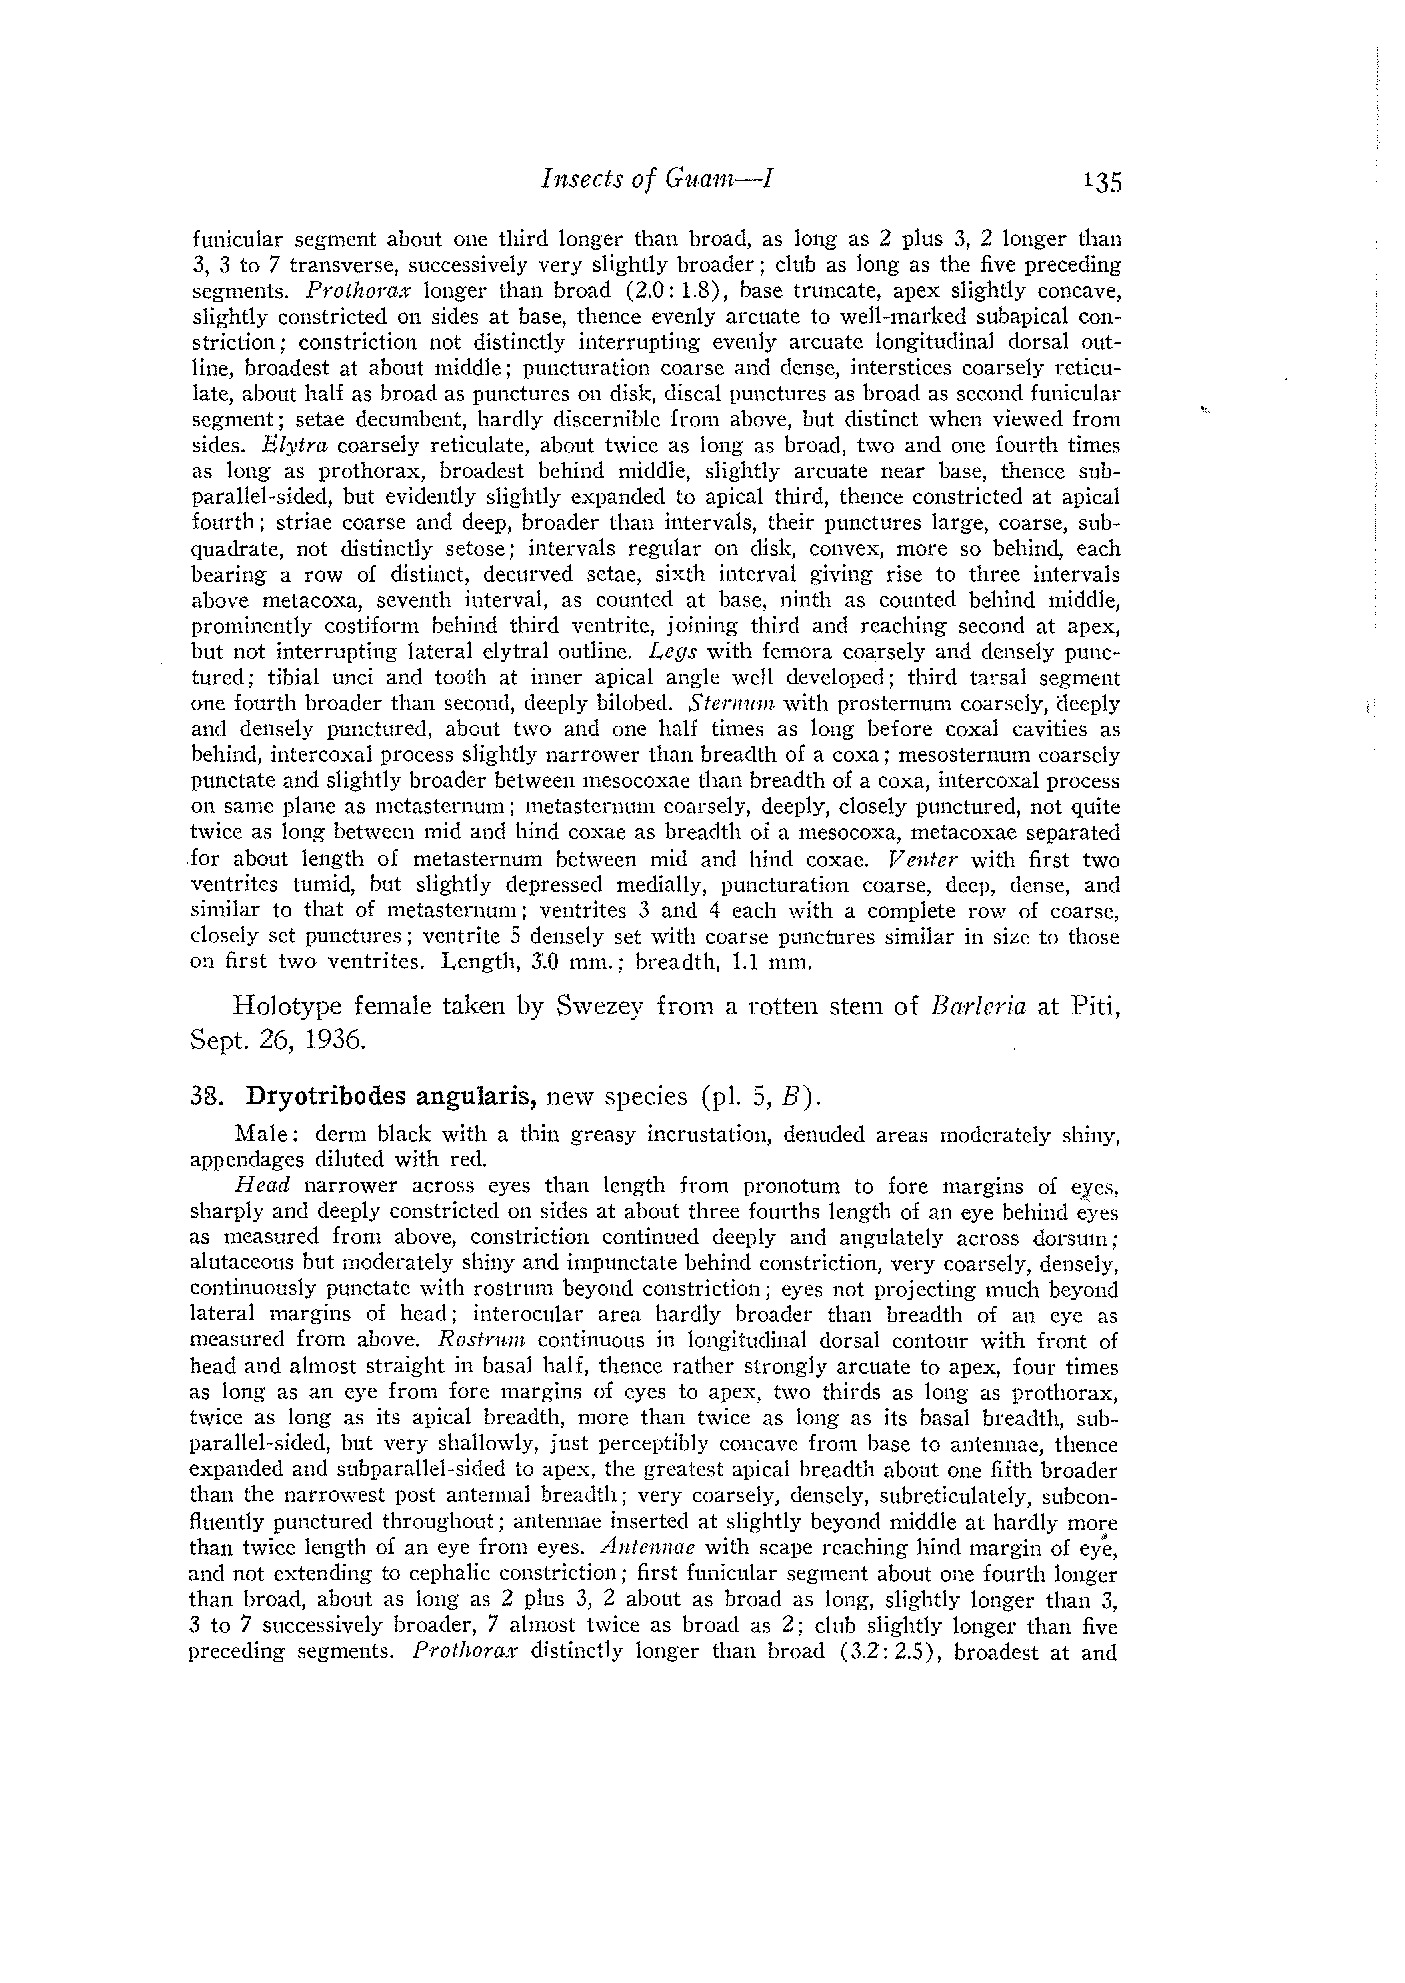 Insects of Guam—I 135
funicular segment about one third longer than broad, as long as 2 plus 3, 2 longer than
3, 3 to 7 transverse, successively very slightly broader; club as long as the five preceding
segments. Prothorax longer than broad (2.0: 1.8), base truncate, apex slightly concave,
slightly constricted on sides at base, thence evenly arcuate to well-marked subapical con-
striction; constriction not distinctly interrupting evenly arcuate longitudinal dorsal out-
line, broadest at about middle; puncturation coarse and dense, interstices coarsely reticu-
late, about half as broad as punctures on disk, discal punctures as broad as second funicular
segment; setae decumbent, hardly discernible from above, but distinct when viewed from
sides. Elytra coarsely reticulate, about twice as long as broad, two and one fourth times
as long as prothorax, broadest behind middle, slightly arcuate near base, thence sub-
parallel-sided, but evidently slightly expanded to apical third, thence constricted at apical
fourth; striae coarse and deep, broader than intervals, their punctures large, coarse, sub-
quadrate, not distinctly setose; intervals regular on disk, convex, more so behind, each
bearing a row of distinct, decurved setae, sixth interval giving rise to three intervals
above metacoxa, seventh interval, as counted at base, ninth as counted behind middle,
prominently costiform behind third ventrite, joining third and reaching second at apex,
but not interrupting lateral elytral outline. Legs with femora coarsely and densely punc-
tured; tibial unci and tooth at inner apical angle well developed; third tarsal segment
one fourth broader than second, deeply bilobed. Sternum with prosternum coarsely, deeply
and densely punctured, about two and one half times as long before coxal cavities as
behind, intercoxal process slightly narrower than breadth of a coxa; mesosternum coarsely
punctate and slightly broader between mesocoxae than breadth of a coxa, intercoxal process
on same plane as metasternum; metasternum coarsely, deeply, closely punctured, not quite
twice as long between mid and hind coxae as breadth of a mesocoxa, metacoxae separated
for about length of metasternum between mid and hind coxae. Venter with first two
ventrites tumid, but slightly depressed medially, puncturation coarse, deep, dense, and
similar to that of metasternum; ventrites 3 and 4 each with a complete row of coarse,
closely set punctures; ventrite 5 densely set with coarse punctures similar in size to those
on first two ventrites. Length, 3.0 mm.; breadth, 1.1 mm.
Holotype female taken by Swezey from a rotten stem of Barleria at Piti,
Sept. 26, 1936.
38. Dryotribodes angularis, new species (pl. 5, B).
Male: derm black with a thin greasy incrustation, denuded areas moderately shiny,
appendages diluted with red.
Head narrower across eyes than length from pronotum to fore margins of eyes,
sharply and deeply constricted on sides at about three fourths length of an eye behind eyes
as measured from above, constriction continued deeply and angulately across dorsum;
alutaceous but moderately shiny and impunctate behind constriction, very coarsely, densely,
continuously punctate with rostrum beyond constriction; eyes not projecting much beyond
lateral margins of head; interocular area hardly broader than breadth of an eye as
measured from above. Rostrum continuous in longitudinal dorsal contour with front of
head and almost straight in basal half, thence rather strongly arcuate to apex, four times
as long as an eye from fore margins of eyes to apex, two thirds as long as prothorax,
twice as long as its apical breadth, more than twice as long as its basal breadth, sub-
parallel-sided, but very shallowly, just perceptibly concave from base to antennae, thence
expanded and subparallel-sided to apex, the greatest apical breadth about one fifth broader
than the narrowest post antennal breadth; very coarsely, densely, subreticulately, subcon-
fluently punctured throughout; antennae inserted at slightly beyond middle at hardly more
than twice length of an eye from eyes. Antennae with scape reaching hind margin of eye,
and not extending to cephalic constriction; first funicular segment about one fourth longer
than broad, about as long as 2 plus 3, 2 about as broad as long, slightly longer than 3,
3 to 7 successively broader, 7 almost twice as broad as 2; club slightly longer than five
preceding segments. Prothorax distinctly longer than broad (3.2: 2.5), broadest at and